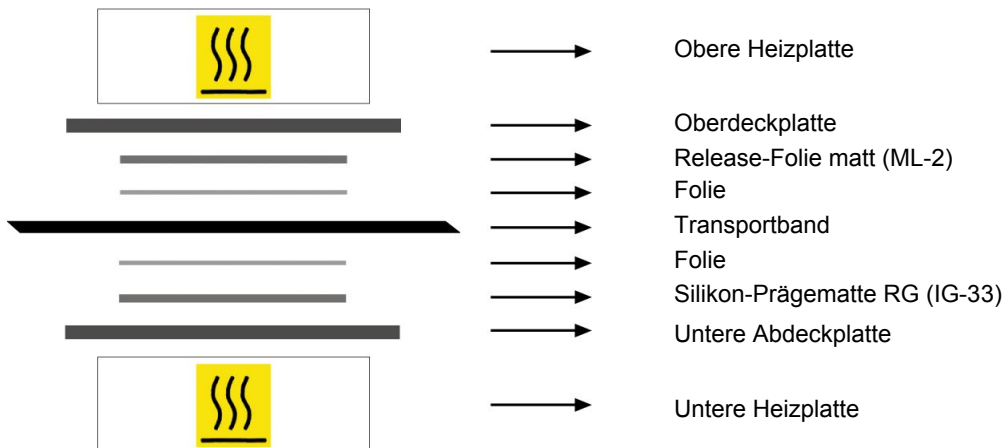 Obere Heizplatte
Oberdeckplatte
Release-Folie matt (ML-2)
Folie
Transportband
Folie
Silikon-Prägematte RG (IG-33)
Untere Abdeckplatte
Untere Heizplatte